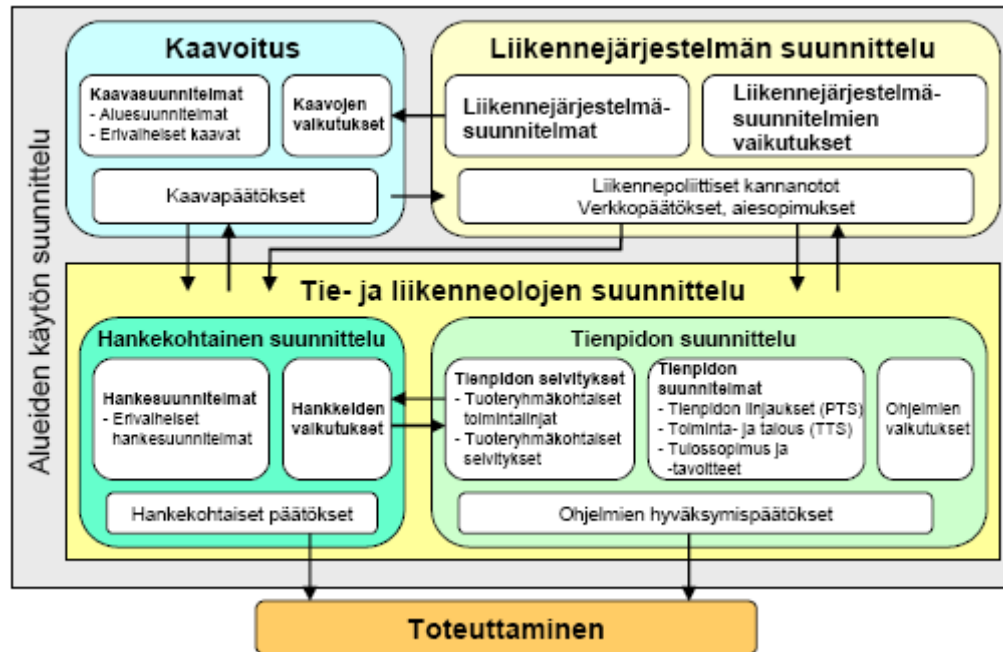 Alueiden käytön suunnittelu
Kaavoitus
Kaavasuunnitelmat
- Aluesuunnitelmat
- Erivaiheiset kaavat
Kaavojen
vaikutukset
Kaavapäätökset
Liikennejärjestelmän suunnittelu
Liikennejärjestelmä-
suunnitelmat
Liikennejärjestelmä-
suunnitelmien
vaikutukset
Liikennepoliittiset kannanotot
Verkkopäätökset, aiesopimukset
Tie- ja liikenneolojen suunnittelu
Hankekohtainen suunnittelu
Hankesuunnitelmat
- Erivaiheiset
hankesuunnitelmat
Hankkeiden
vaikutukset
Hankekohtaiset päätökset
Tienpidon suunnittelu
Tienpidon selvitykset
- Tuoteryhmäkohtaiset
toimintalinjat
- Tuoteryhmäkohtaiset
selvitykset
Tienpidon
suunnitelmat
- Tienpidon linjaukset (PTS)
- Toiminta- ja talous (TTS)
- Tulossopimus ja
-tavoitteet
Ohjelmien
vaikutukset
Ohjelmien hyväksymispäätökset
Toteuttaminen